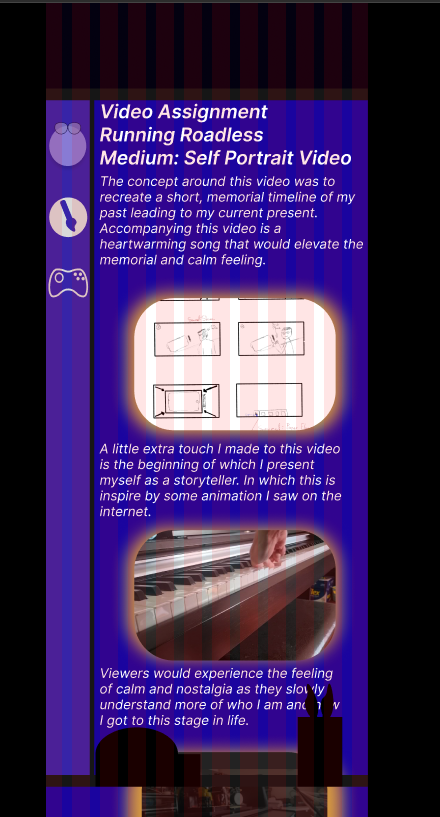 Video Assignment
Running Roadless
Medium: Self Portrait Video
The concept around this video was to
recreate a short, memorial timeline of my
past leading to my current present.
Accompanying this video is a
heartwarming song that would elevate the
memorial and calm feeling.
A little extra touch I made to this video
is the beginning of which I present
myself as a storyteller. In which this is
inspire by some animation I saw on the
internet.
Viewers would experience the feeling
of calm and nostalgia as they slowly
understand more of who I am and
I got to this stage in life.